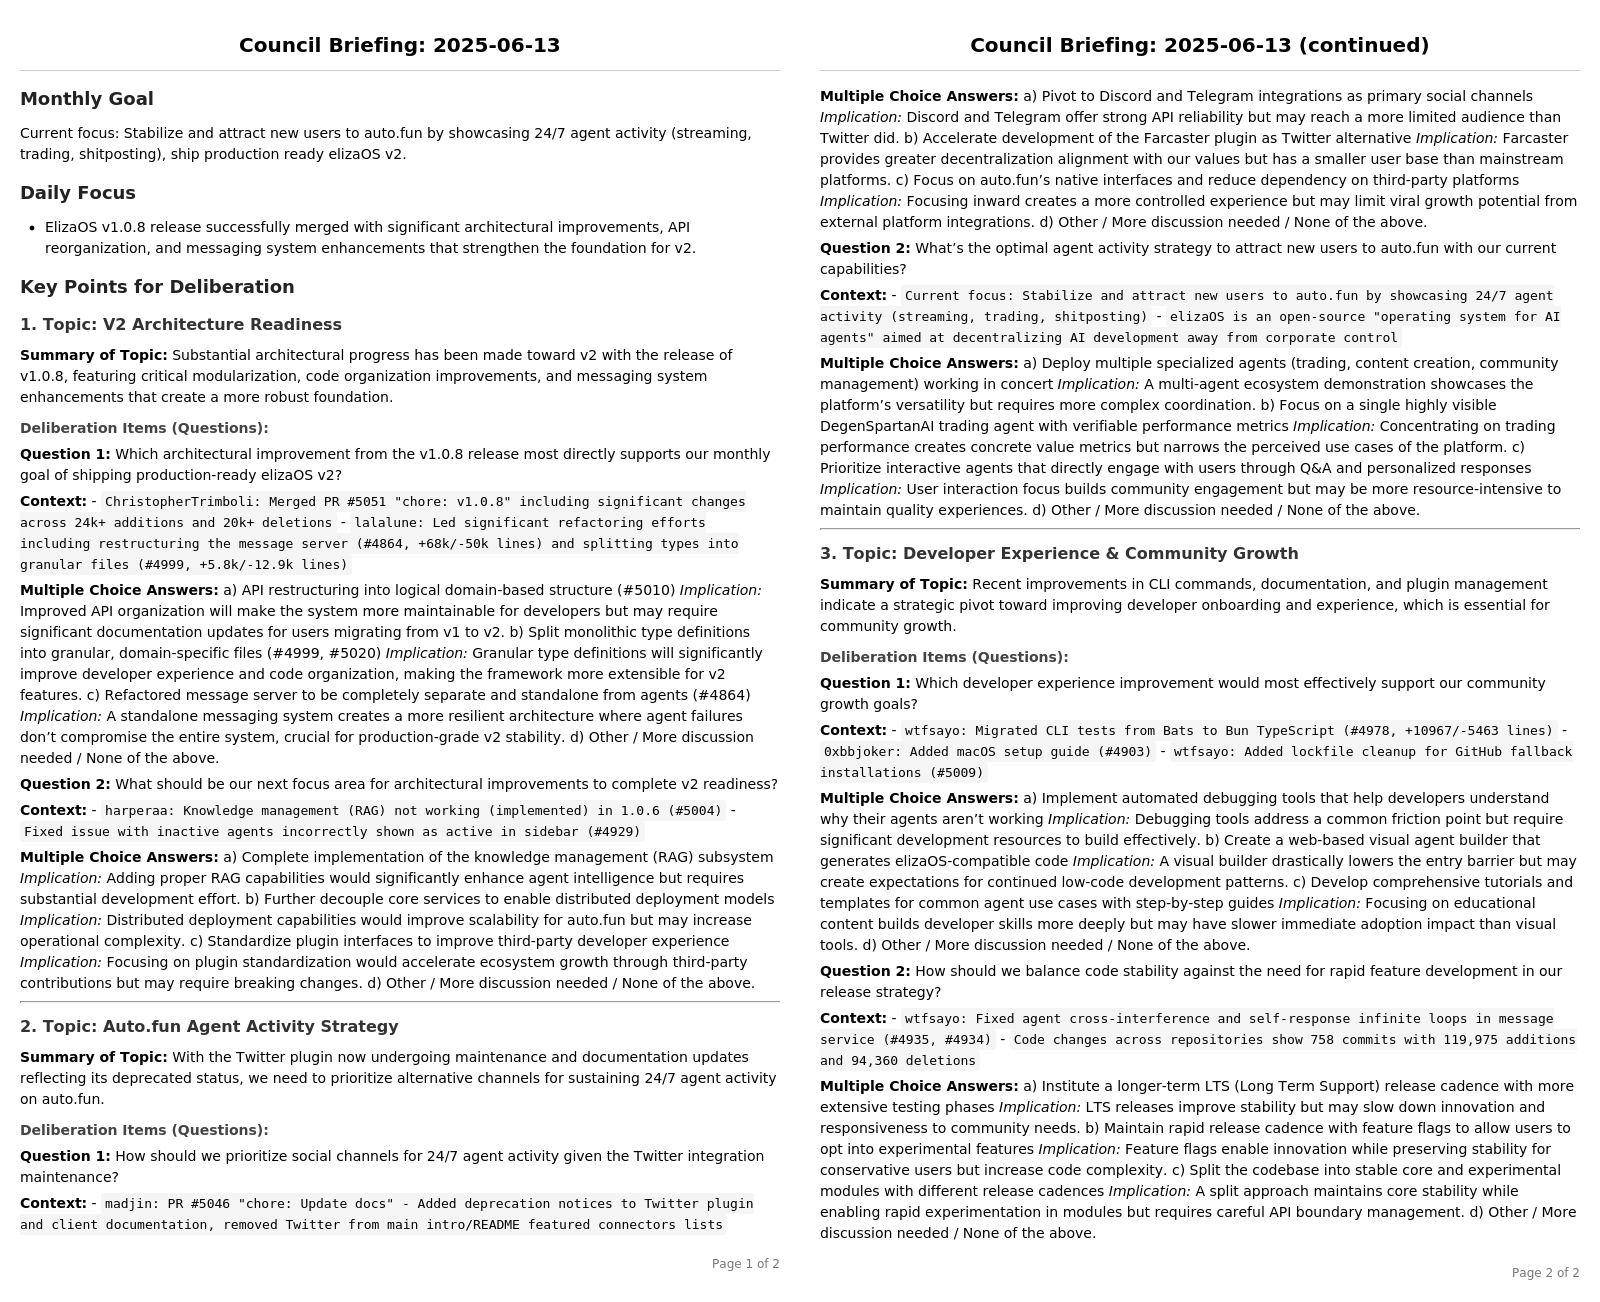 Council Briefing: 2025-06-13
Monthly Goal
Current focus: Stabilize and attract new users to auto.fun by showcasing 24/7 agent activity (streaming,
trading, shitposting), ship production ready elizaOS v2.
Daily Focus
• ElizaOS v1.0.8 release successfully merged with significant architectural improvements, API
reorganization, and messaging system enhancements that strengthen the foundation for v2.
Key Points for Deliberation
1. Topic: V2 Architecture Readiness
Summary of Topic: Substantial architectural progress has been made toward v2 with the release of
v1.0.8, featuring critical modularization, code organization improvements, and messaging system
enhancements that create a more robust foundation.
Deliberation Items (Questions):
Question 1: Which architectural improvement from the v1.0.8 release most directly supports our monthly
goal of shipping production-ready elizaOS v2?
Context: - ChristopherTrimboli: Merged PR #5051 "chore: v1.0.8" including significant changes
across 24k+ additions and 20k+ deletions - lalalune: Led significant refactoring efforts
including restructuring the message server (#4864, +68k/-50k lines) and splitting types into
granular files (#4999, +5.8k/-12.9k lines)
Multiple Choice Answers: a) API restructuring into logical domain-based structure (#5010) Implication:
Improved API organization will make the system more maintainable for developers but may require
significant documentation updates for users migrating from v1 to v2. b) Split monolithic type definitions
into granular, domain-specific files (#4999, #5020) Implication: Granular type definitions will significantly
improve developer experience and code organization, making the framework more extensible for v2
features. c) Refactored message server to be completely separate and standalone from agents (#4864)
Implication: A standalone messaging system creates a more resilient architecture where agent failures
don’t compromise the entire system, crucial for production-grade v2 stability. d) Other / More discussion
needed / None of the above.
Question 2: What should be our next focus area for architectural improvements to complete v2 readiness?
Context: - harperaa: Knowledge management (RAG) not working (implemented) in 1.0.6 (#5004) -
Fixed issue with inactive agents incorrectly shown as active in sidebar (#4929)
Multiple Choice Answers: a) Complete implementation of the knowledge management (RAG) subsystem
Implication: Adding proper RAG capabilities would significantly enhance agent intelligence but requires
substantial development effort. b) Further decouple core services to enable distributed deployment models
Implication: Distributed deployment capabilities would improve scalability for auto.fun but may increase
operational complexity. c) Standardize plugin interfaces to improve third-party developer experience
Implication: Focusing on plugin standardization would accelerate ecosystem growth through third-party
contributions but may require breaking changes. d) Other / More discussion needed / None of the above.
2. Topic: Auto.fun Agent Activity Strategy
Summary of Topic: With the Twitter plugin now undergoing maintenance and documentation updates
reflecting its deprecated status, we need to prioritize alternative channels for sustaining 24/7 agent activity
on auto.fun.
Deliberation Items (Questions):
Question 1: How should we prioritize social channels for 24/7 agent activity given the Twitter integration
maintenance?
Context: - madjin: PR #5046 "chore: Update docs" - Added deprecation notices to Twitter plugin
and client documentation, removed Twitter from main intro/README featured connectors lists
Page 1 of 2
Council Briefing: 2025-06-13 (continued)
Multiple Choice Answers: a) Pivot to Discord and Telegram integrations as primary social channels
Implication: Discord and Telegram offer strong API reliability but may reach a more limited audience than
Twitter did. b) Accelerate development of the Farcaster plugin as Twitter alternative Implication: Farcaster
provides greater decentralization alignment with our values but has a smaller user base than mainstream
platforms. c) Focus on auto.fun’s native interfaces and reduce dependency on third-party platforms
Implication: Focusing inward creates a more controlled experience but may limit viral growth potential from
external platform integrations. d) Other / More discussion needed / None of the above.
Question 2: What’s the optimal agent activity strategy to attract new users to auto.fun with our current
capabilities?
Context: - Current focus: Stabilize and attract new users to auto.fun by showcasing 24/7 agent
activity (streaming, trading, shitposting) - elizaOS is an open-source "operating system for AI
agents" aimed at decentralizing AI development away from corporate control
Multiple Choice Answers: a) Deploy multiple specialized agents (trading, content creation, community
management) working in concert Implication: A multi-agent ecosystem demonstration showcases the
platform’s versatility but requires more complex coordination. b) Focus on a single highly visible
DegenSpartanAI trading agent with verifiable performance metrics Implication: Concentrating on trading
performance creates concrete value metrics but narrows the perceived use cases of the platform. c)
Prioritize interactive agents that directly engage with users through Q&A and personalized responses
Implication: User interaction focus builds community engagement but may be more resource-intensive to
maintain quality experiences. d) Other / More discussion needed / None of the above.
3. Topic: Developer Experience & Community Growth
Summary of Topic: Recent improvements in CLI commands, documentation, and plugin management
indicate a strategic pivot toward improving developer onboarding and experience, which is essential for
community growth.
Deliberation Items (Questions):
Question 1: Which developer experience improvement would most effectively support our community
growth goals?
Context: - wtfsayo: Migrated CLI tests from Bats to Bun TypeScript (#4978, +10967/-5463 lines) -
0xbbjoker: Added macOS setup guide (#4903) - wtfsayo: Added lockfile cleanup for GitHub fallback
installations (#5009)
Multiple Choice Answers: a) Implement automated debugging tools that help developers understand
why their agents aren’t working Implication: Debugging tools address a common friction point but require
significant development resources to build effectively. b) Create a web-based visual agent builder that
generates elizaOS-compatible code Implication: A visual builder drastically lowers the entry barrier but may
create expectations for continued low-code development patterns. c) Develop comprehensive tutorials and
templates for common agent use cases with step-by-step guides Implication: Focusing on educational
content builds developer skills more deeply but may have slower immediate adoption impact than visual
tools. d) Other / More discussion needed / None of the above.
Question 2: How should we balance code stability against the need for rapid feature development in our
release strategy?
Context: - wtfsayo: Fixed agent cross-interference and self-response infinite loops in message
service (#4935, #4934) - Code changes across repositories show 758 commits with 119,975 additions
and 94,360 deletions
Multiple Choice Answers: a) Institute a longer-term LTS (Long Term Support) release cadence with more
extensive testing phases Implication: LTS releases improve stability but may slow down innovation and
responsiveness to community needs. b) Maintain rapid release cadence with feature flags to allow users to
opt into experimental features Implication: Feature flags enable innovation while preserving stability for
conservative users but increase code complexity. c) Split the codebase into stable core and experimental
modules with different release cadences Implication: A split approach maintains core stability while
enabling rapid experimentation in modules but requires careful API boundary management. d) Other / More
discussion needed / None of the above.
Page 2 of 2